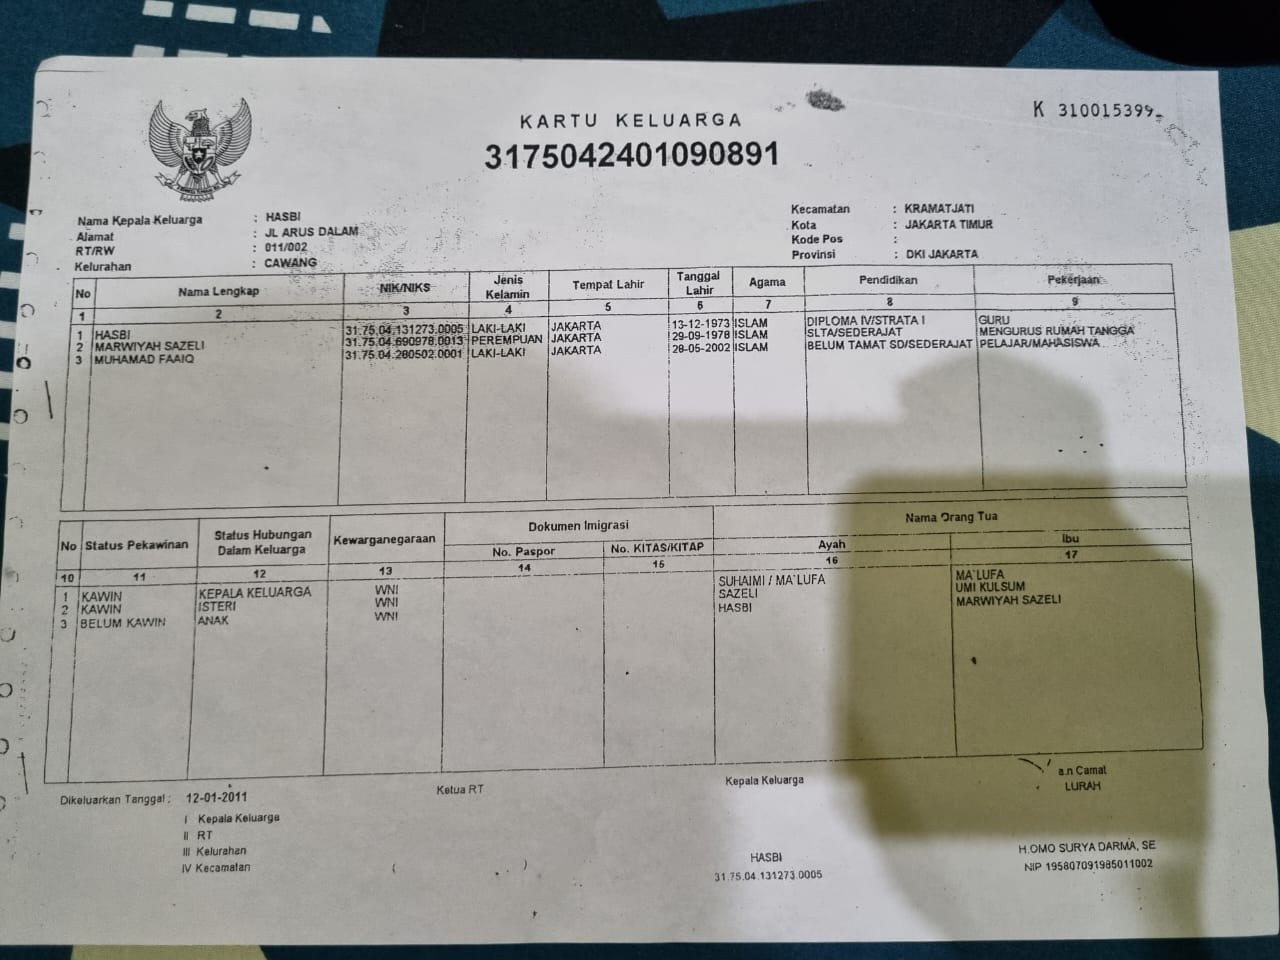 KARTU KELUARGA
K 310015399
3175042401090891
Nama Kepala Keluarga : HASBI
Alamat : JL ARUS DALAM
RT/RW : 011/002
Kelurahan : CAWANG
Kecamatan : KRAMATJATI
Kota : JAKARTA TIMUR
Kode Pos :
Provinsi : DKI JAKARTA
No Nama Lengkap NIK/NIKS Jenis Kelamin Tempat Lahir Tanggal Lahir Agama Pendidikan Pekerjaan
1 2 3 4 5 6 7 8 9
1 HASBI 31.75.04.131273.0005 LAKI-LAKI JAKARTA 13-12-1973 ISLAM DIPLOMA IV/STRATA I GURU
2 MARWIYAH SAZELI 31.75.04.690978.0013 PEREMPUAN JAKARTA 29-09-1978 ISLAM SLTA/SEDERAJAT MENGURUS RUMAH TANGGA
3 MUHAMAD FAAIQ 31.75.04.280502.0001 LAKI-LAKI JAKARTA 28-05-2002 ISLAM BELUM TAMAT SD/SEDERAJAT PELAJAR/MAHASISWA
No Status Pekawinan Status Hubungan Dalam Keluarga Kewarganegaraan Dokumen Imigrasi Nama Orang Tua
No. Paspor No. KITAS/KITAP Ayah Ibu
10 11 12 13 14 15 16 17
1 KAWIN KEPALA KELUARGA WNI SUHAIMI / MA`LUFA MA`LUFA
2 KAWIN ISTERI WNI SAZELI UMI KULSUM
3 BELUM KAWIN ANAK WNI HASBI MARWIYAH SAZELI
Dikeluarkan Tanggal : 12-01-2011
I Kepala Keluarga
II RT
III Kelurahan
IV Kecamatan
Ketua RT
( )
Kepala Keluarga
HASBI
31.75.04.131273.0005
a.n Camat
LURAH
H.OMO SURYA DARMA, SE
NIP 195807091985011002